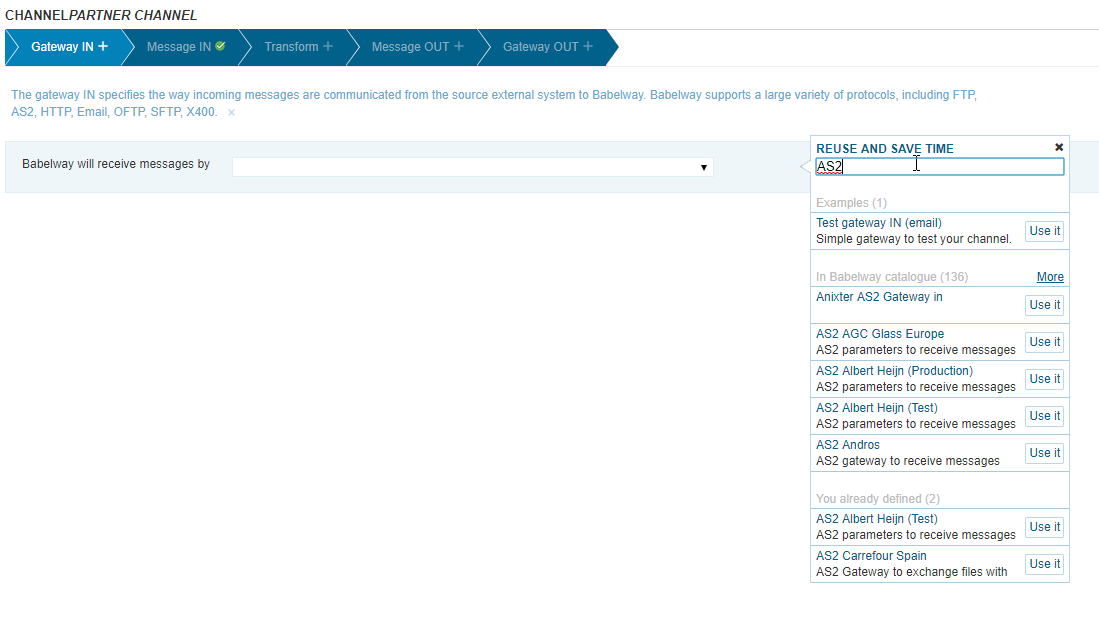 CHANNELPARTNER CHANNEL
Gateway IN + Message IN Transform + Message OUT + Gateway OUT +
The gateway IN specifies the way incoming messages are communicated from the source external system to Babelway. Babelway supports a large variety of protocols, including FTP,
AS2, HTTP, Email, OFTP, SFTP, X400. ×
Babelway will receive messages by
REUSE AND SAVE TIME
AS2
Examples (1)
Test gateway IN (email)
Simple gateway to test your channel.
Use it
In Babelway catalogue (136) More
Anixter AS2 Gateway in
Use it
AS2 AGC Glass Europe
AS2 parameters to receive messages
Use it
AS2 Albert Heijn (Production)
AS2 parameters to receive messages
Use it
AS2 Albert Heijn (Test)
AS2 parameters to receive messages
Use it
AS2 Andros
AS2 gateway to receive messages
Use it
You already defined (2)
AS2 Albert Heijn (Test)
AS2 parameters to receive messages
Use it
AS2 Carrefour Spain
AS2 Gateway to exchange files with
Use it